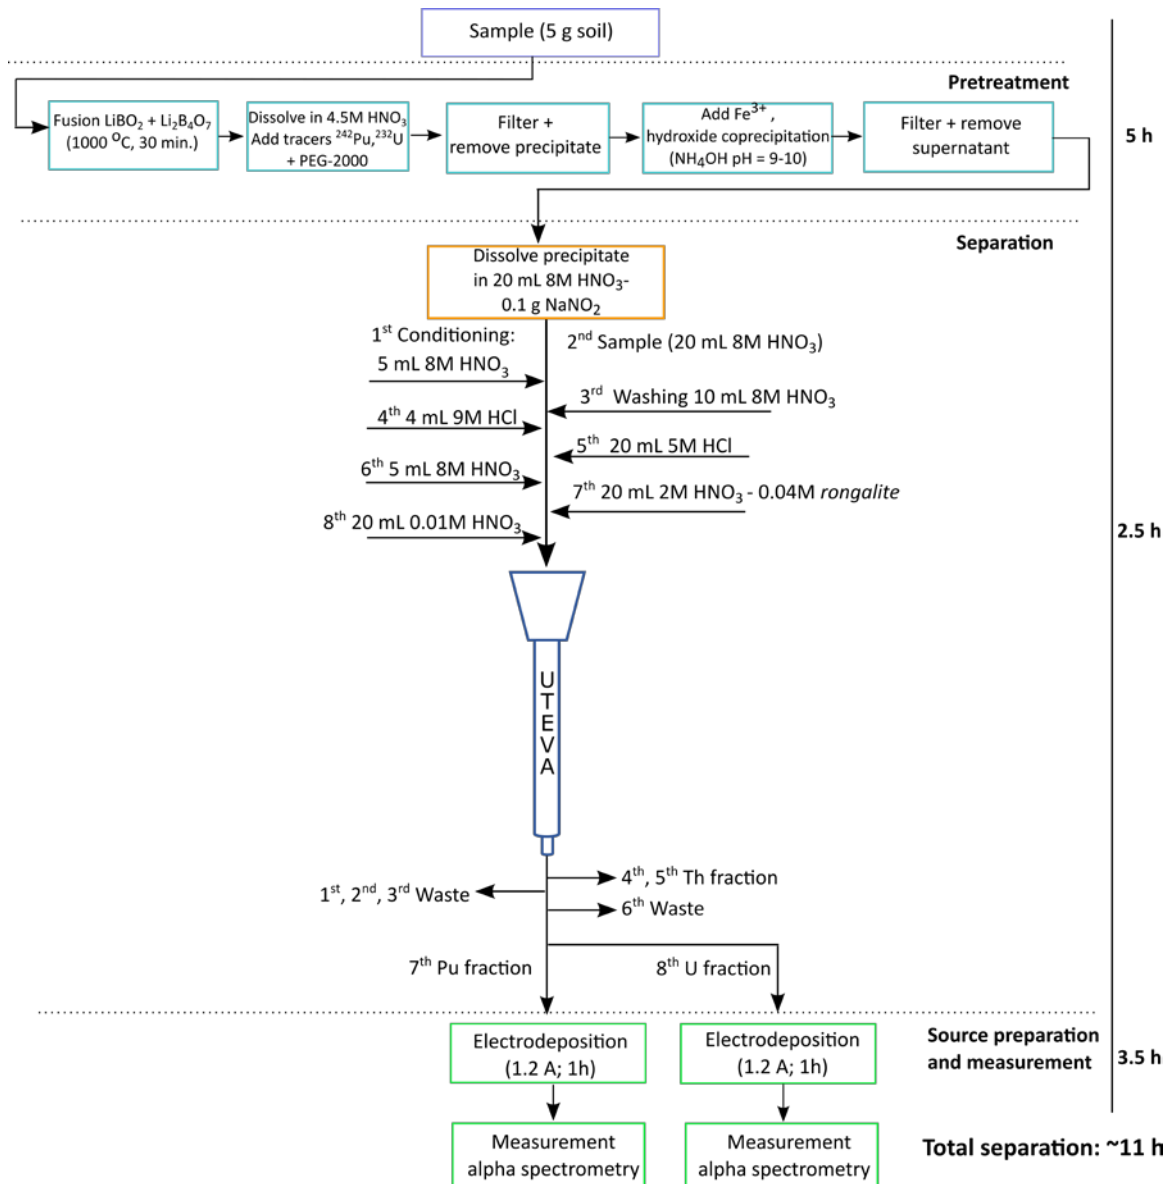 Sample (5 g soil)
Pretreatment
Fusion LiBO₂ + Li₂B₄O₇
(1000 ⁰C, 30 min.)
Dissolve in 4.5M HNO₃
Add tracers ²⁴²Pu,²³²U
+ PEG-2000
Filter +
remove precipitate
Add Fe³⁺ ,
hydroxide coprecipitation
(NH₄OH pH = 9-10)
Filter + remove
supernatant
5 h
Separation
Dissolve precipitate
in 20 mL 8M HNO₃-
0.1 g NaNO₂
1ˢᵗ Conditioning:
5 mL 8M HNO₃
2ⁿᵈ Sample (20 mL 8M HNO₃)
3ʳᵈ Washing 10 mL 8M HNO₃
4ᵗʰ 4 mL 9M HCl
5ᵗʰ 20 mL 5M HCl
6ᵗʰ 5 mL 8M HNO₃
7ᵗʰ 20 mL 2M HNO₃ - 0.04M rongalite
8ᵗʰ 20 mL 0.01M HNO₃
2.5 h
UTEVA
4ᵗʰ, 5ᵗʰ Th fraction
1ˢᵗ, 2ⁿᵈ, 3ʳᵈ Waste
6ᵗʰ Waste
7ᵗʰ Pu fraction
8ᵗʰ U fraction
Source preparation
and measurement
3.5 h
Electrodeposition
(1.2 A; 1h)
Electrodeposition
(1.2 A; 1h)
Measurement
alpha spectrometry
Measurement
alpha spectrometry
Total separation: ~11 h